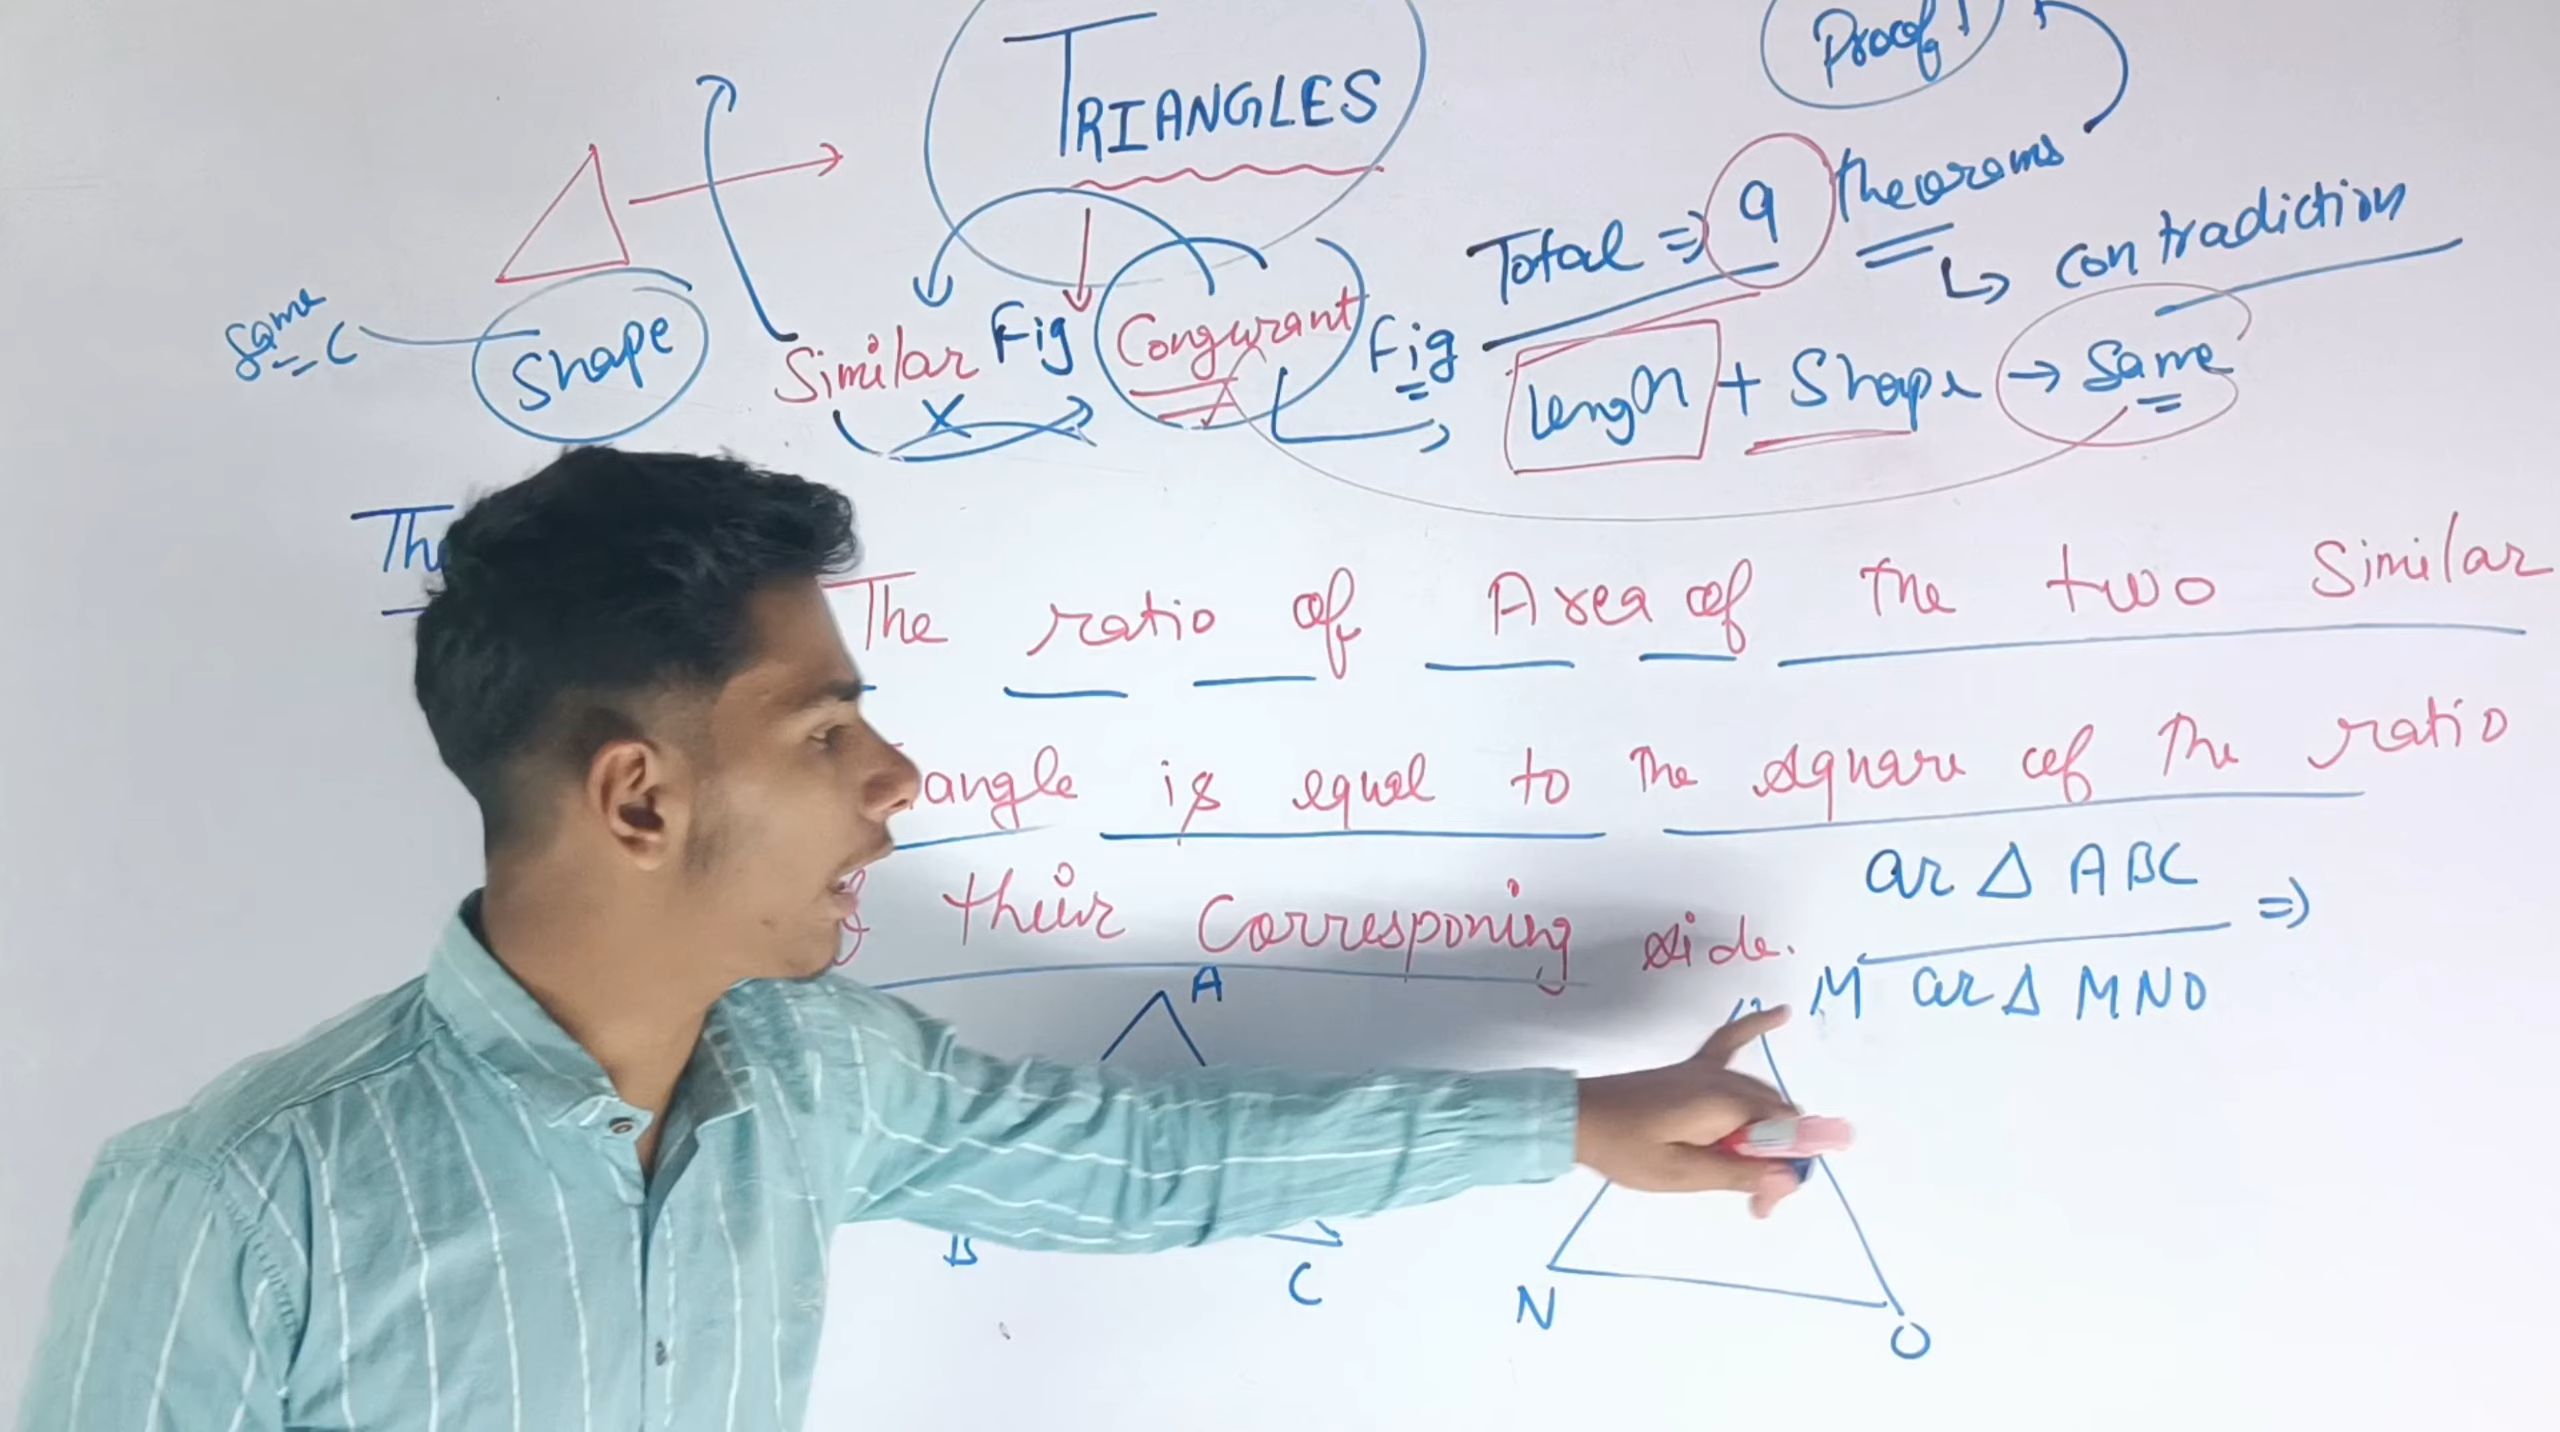 Proof
TRIANGLES
Total => 9 theorems
↳ contradiction
Same
Shape
Similar Fig Congurant Fig
length + Shape → Same
The ratio of Area of the two Similar
angle is equal to the square of the ratio
their Corresponing side.
ar Δ ABC =>
ar Δ MNO
A
M
B
C
N
O